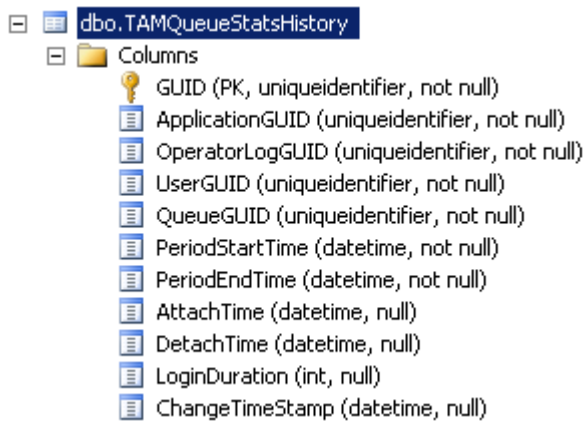 dbo.TAMQueueStatsHistory
Columns
GUID (PK, uniqueidentifier, not null)
ApplicationGUID (uniqueidentifier, not null)
OperatorLogGUID (uniqueidentifier, not null)
UserGUID (uniqueidentifier, not null)
QueueGUID (uniqueidentifier, not null)
PeriodStartTime (datetime, not null)
PeriodEndTime (datetime, not null)
AttachTime (datetime, null)
DetachTime (datetime, null)
LoginDuration (int, null)
ChangeTimeStamp (datetime, null)